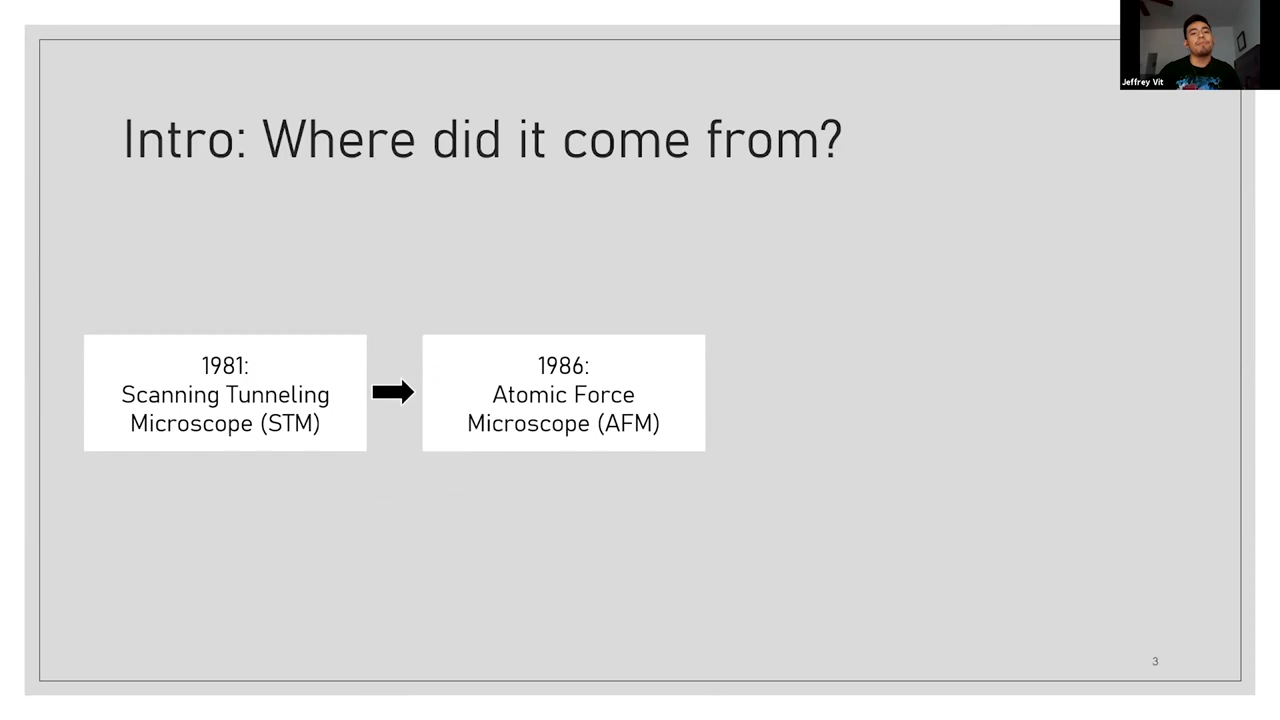 Jeffrey Vit
Intro: Where did it come from?
1981:
Scanning Tunneling
Microscope (STM)
1986:
Atomic Force
Microscope (AFM)
3